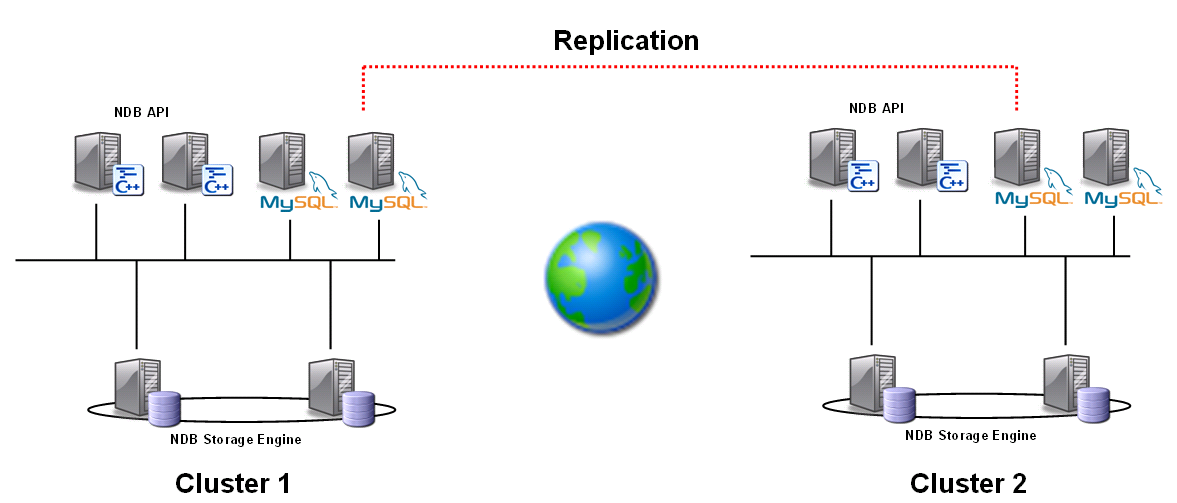 Replication
NDB API
C++
C++
MySQL
MySQL
NDB Storage Engine
Cluster 1
NDB API
C++
C++
MySQL
MySQL
NDB Storage Engine
Cluster 2